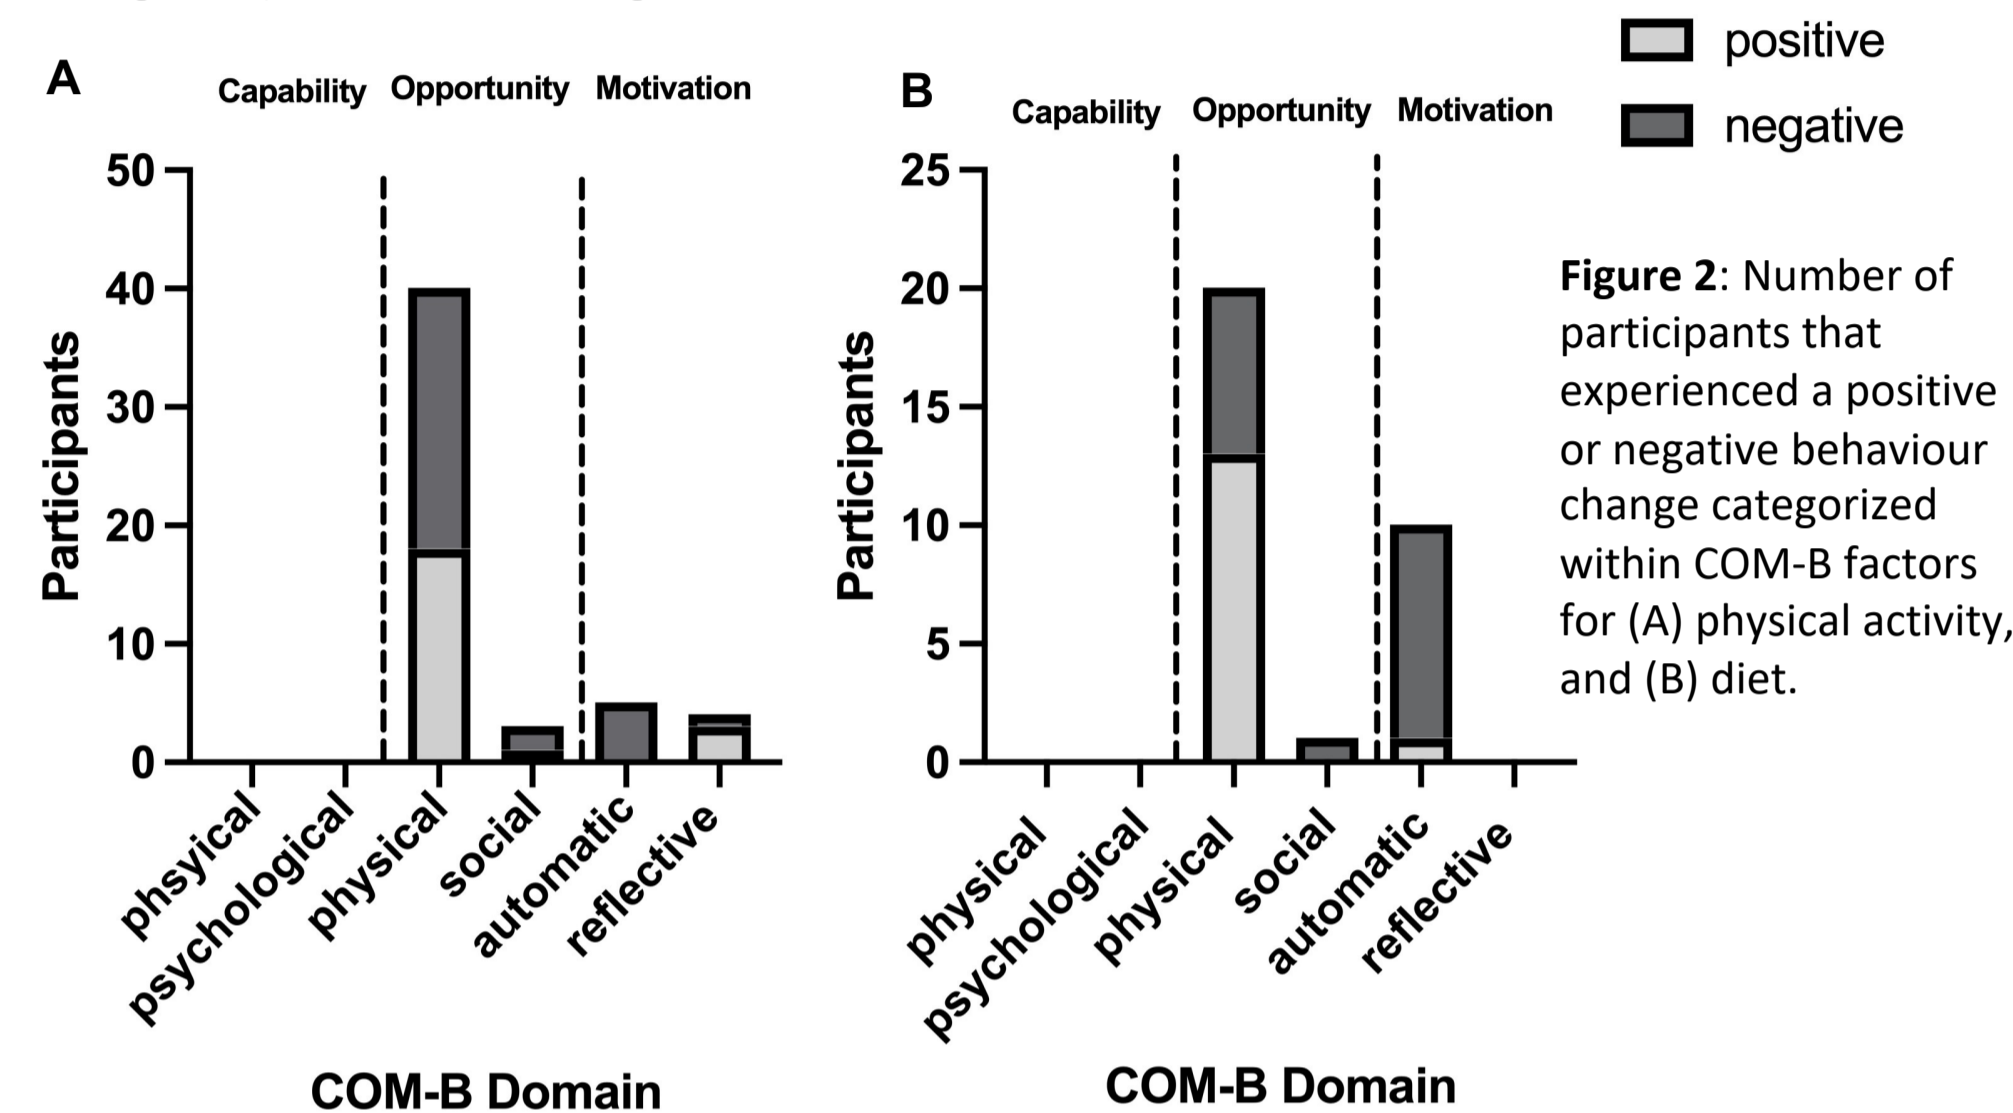 A
Capability Opportunity Motivation
50
40
30
20
10
0
Participants
phsyical
psychological
physical
social
automatic
reflective
COM-B Domain
B
Capability Opportunity Motivation
25
20
15
10
5
0
Participants
physical
psychological
physical
social
automatic
reflective
COM-B Domain
positive
negative
Figure 2: Number of
participants that
experienced a positive
or negative behaviour
change categorized
within COM-B factors
for (A) physical activity,
and (B) diet.